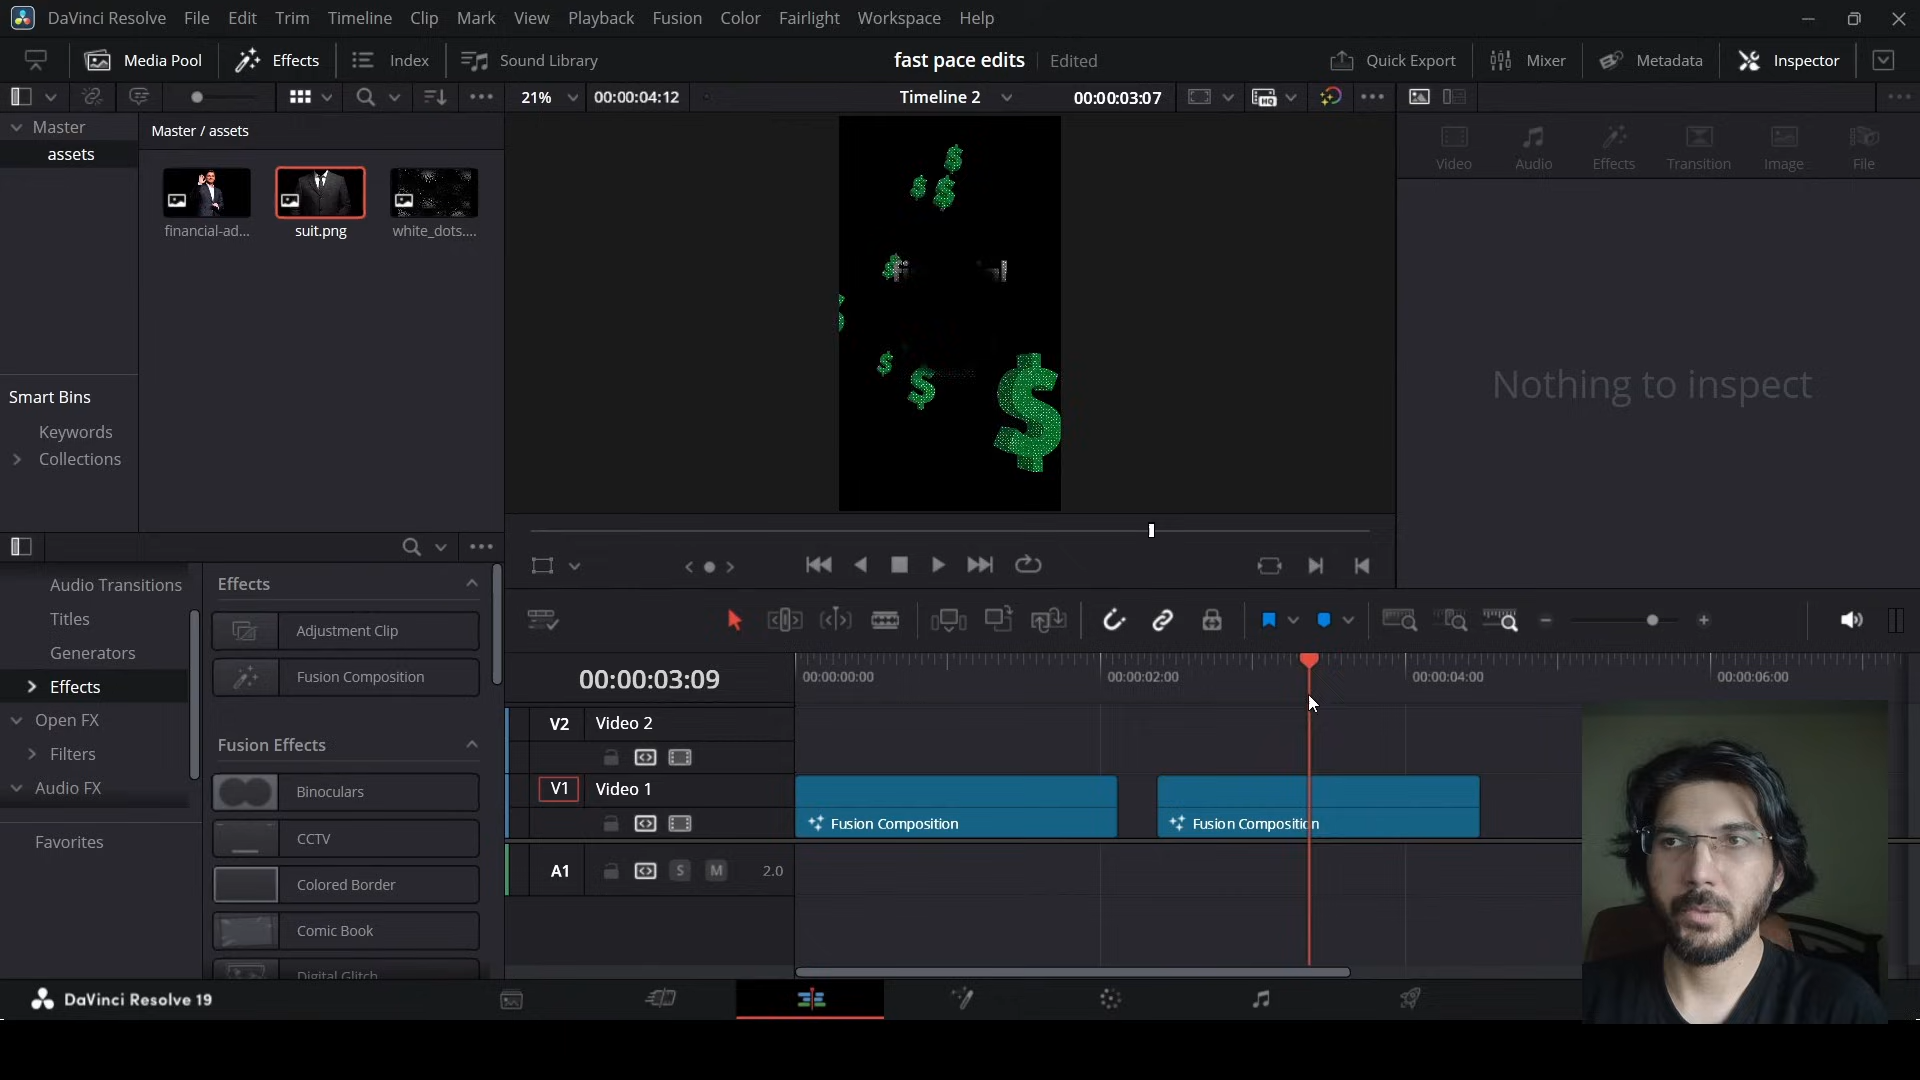 DaVinci Resolve File Edit Trim Timeline Clip Mark View Playback Fusion Color Fairlight Workspace Help
Media Pool Effects Index Sound Library fast pace edits Edited Quick Export Mixer Metadata Inspector
21% 00:00:04:12 Timeline 2 00:00:03:07
Master Master / assets
assets
Video Audio Effects Transition Image File
financial-ad... suit.png white_dots....
$ $ $ $ $ $ $ $
Nothing to inspect
Smart Bins
Keywords
Collections
Audio Transitions Effects
Titles Adjustment Clip
Generators
Effects Fusion Composition
Open FX
Filters Fusion Effects
Audio FX Binoculars
Favorites CCTV
Colored Border
Comic Book
Digital Glitch
00:00:03:09 00:00:00:00 00:00:02:00 00:00:04:00 00:00:06:00
V2 Video 2
V1 Video 1
Fusion Composition Fusion Composition
A1 S M 2.0
DaVinci Resolve 19